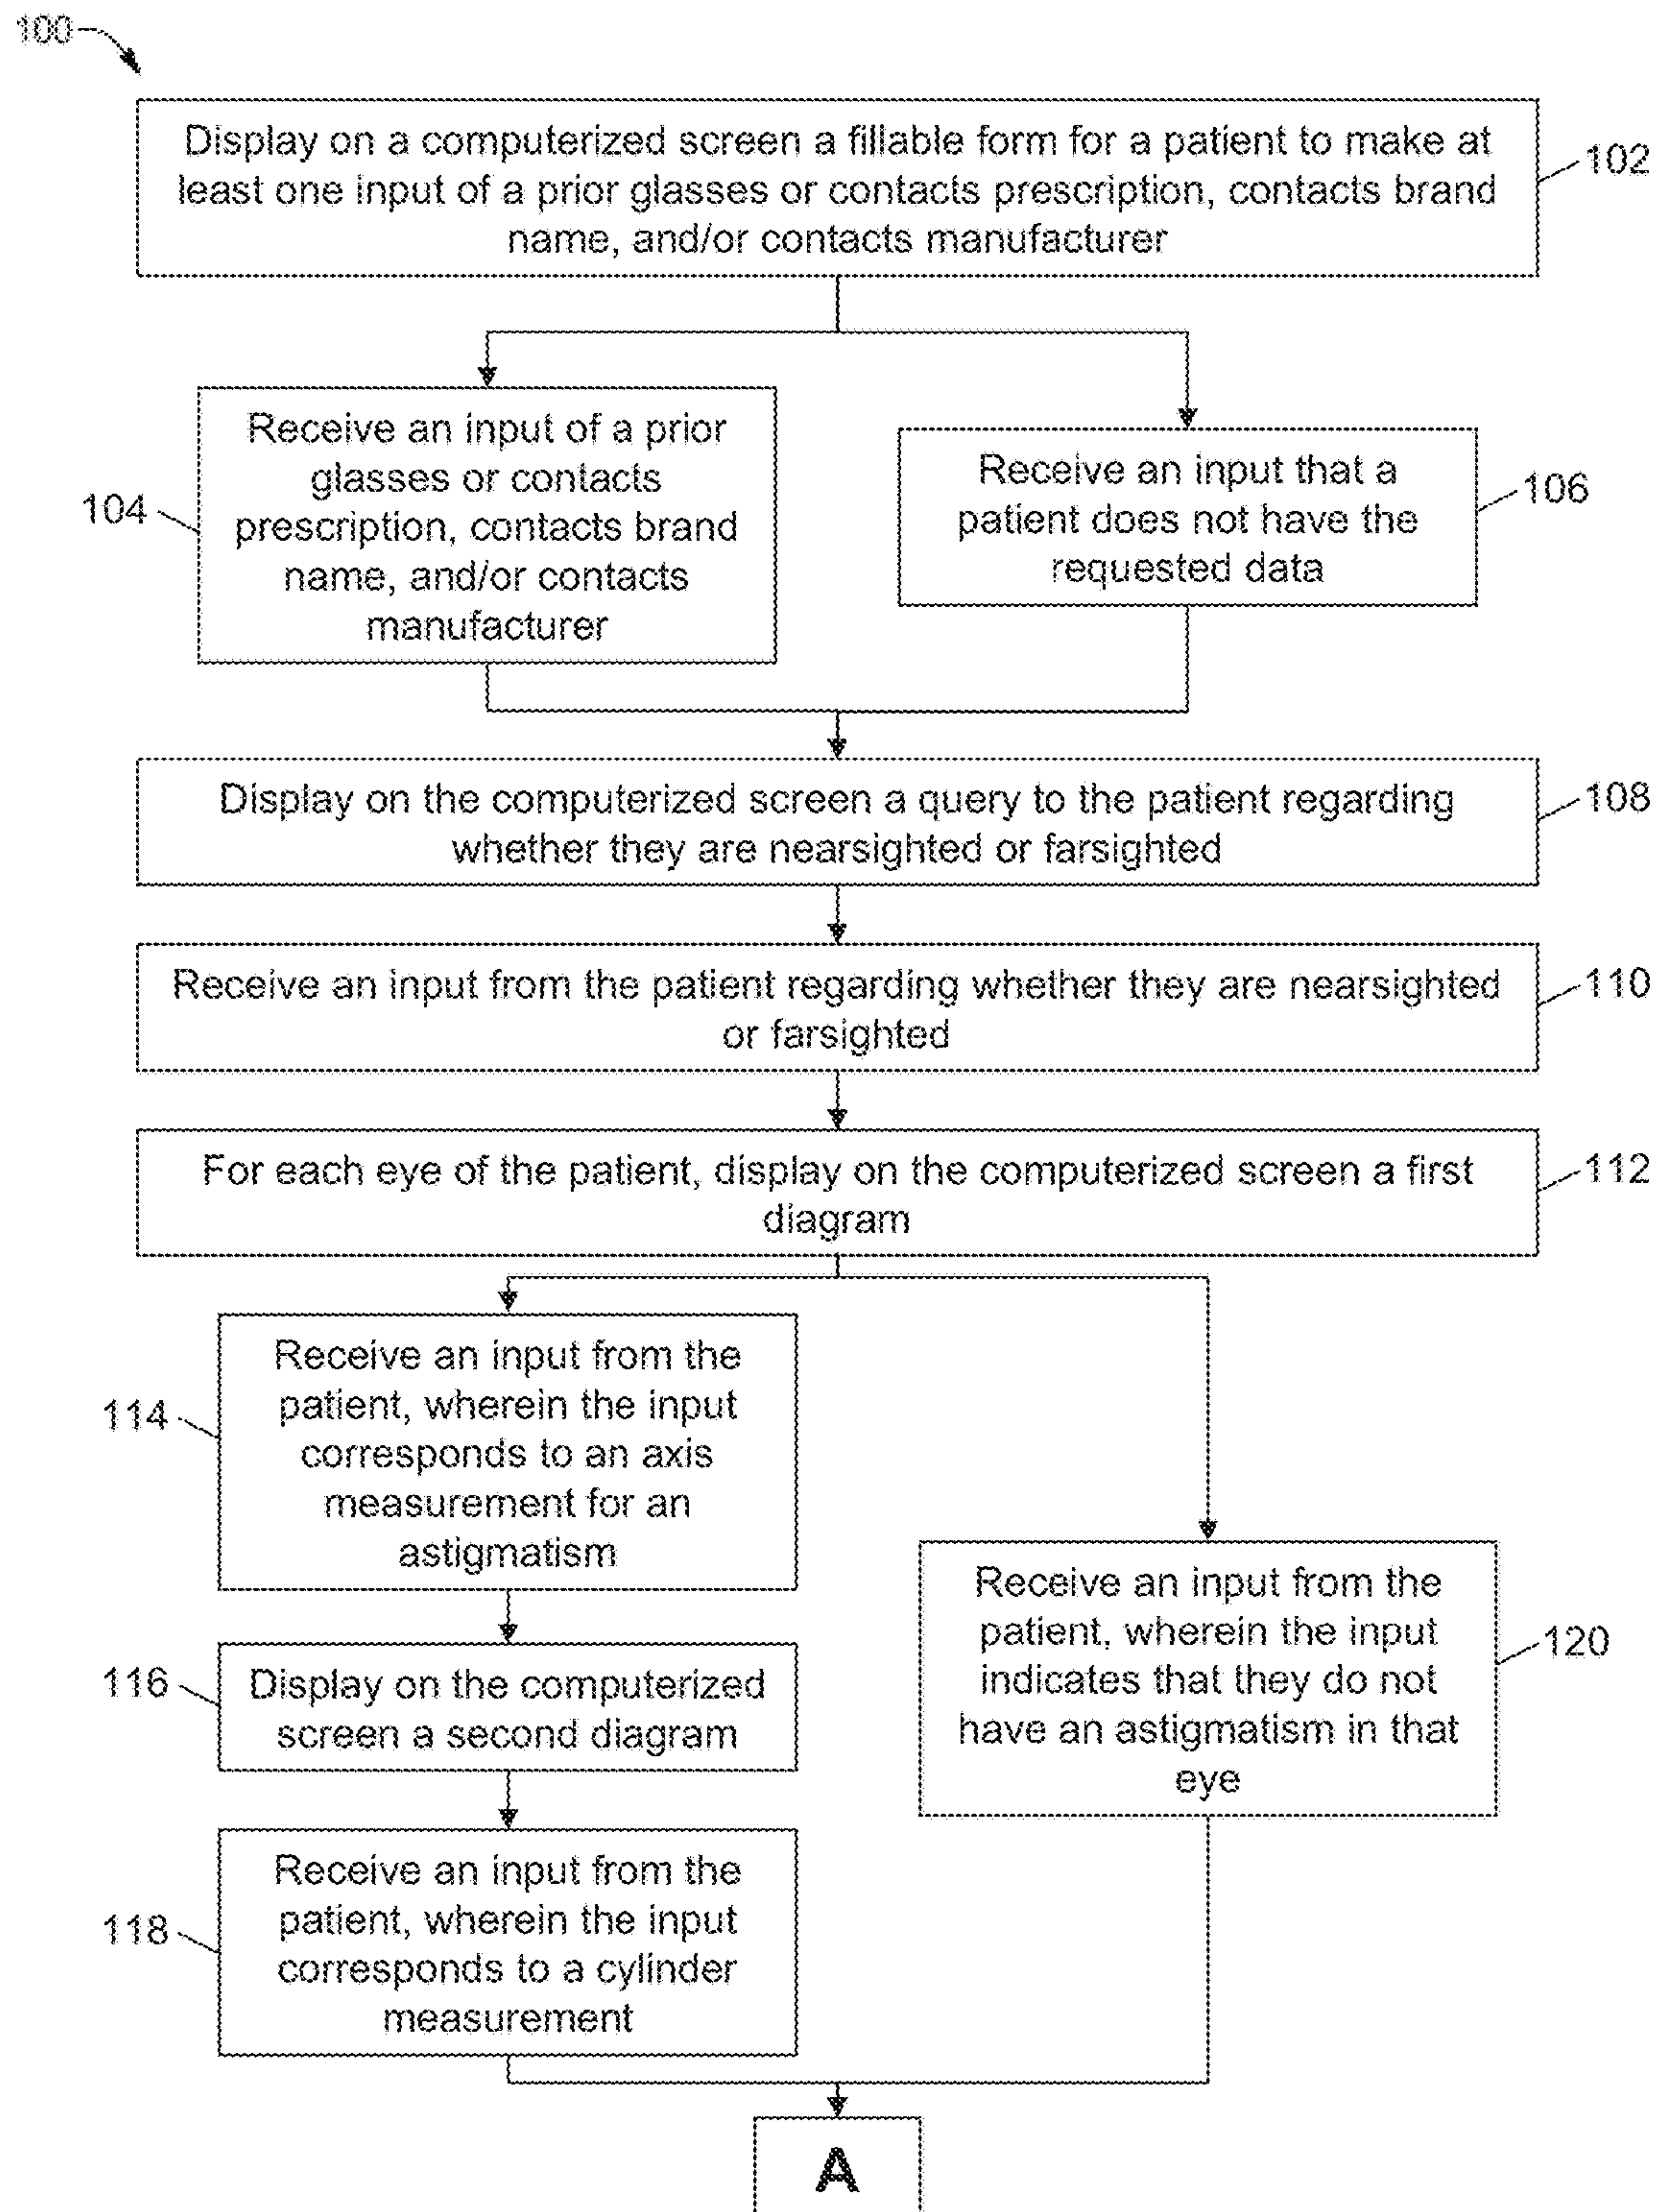 100
Display on a computerized screen a fillable form for a patient to make at
least one input of a prior glasses or contacts prescription, contacts brand
name, and/or contacts manufacturer
102
Receive an input of a prior
glasses or contacts
prescription, contacts brand
name, and/or contacts
manufacturer
104
Receive an input that a
patient does not have the
requested data
106
Display on the computerized screen a query to the patient regarding
whether they are nearsighted or farsighted
108
Receive an input from the patient regarding whether they are nearsighted
or farsighted
110
For each eye of the patient, display on the computerized screen a first
diagram
112
Receive an input from the
patient, wherein the input
corresponds to an axis
measurement for an
astigmatism
114
Display on the computerized
screen a second diagram
116
Receive an input from the
patient, wherein the input
corresponds to a cylinder
measurement
118
Receive an input from the
patient, wherein the input
indicates that they do not
have an astigmatism in that
eye
120
A